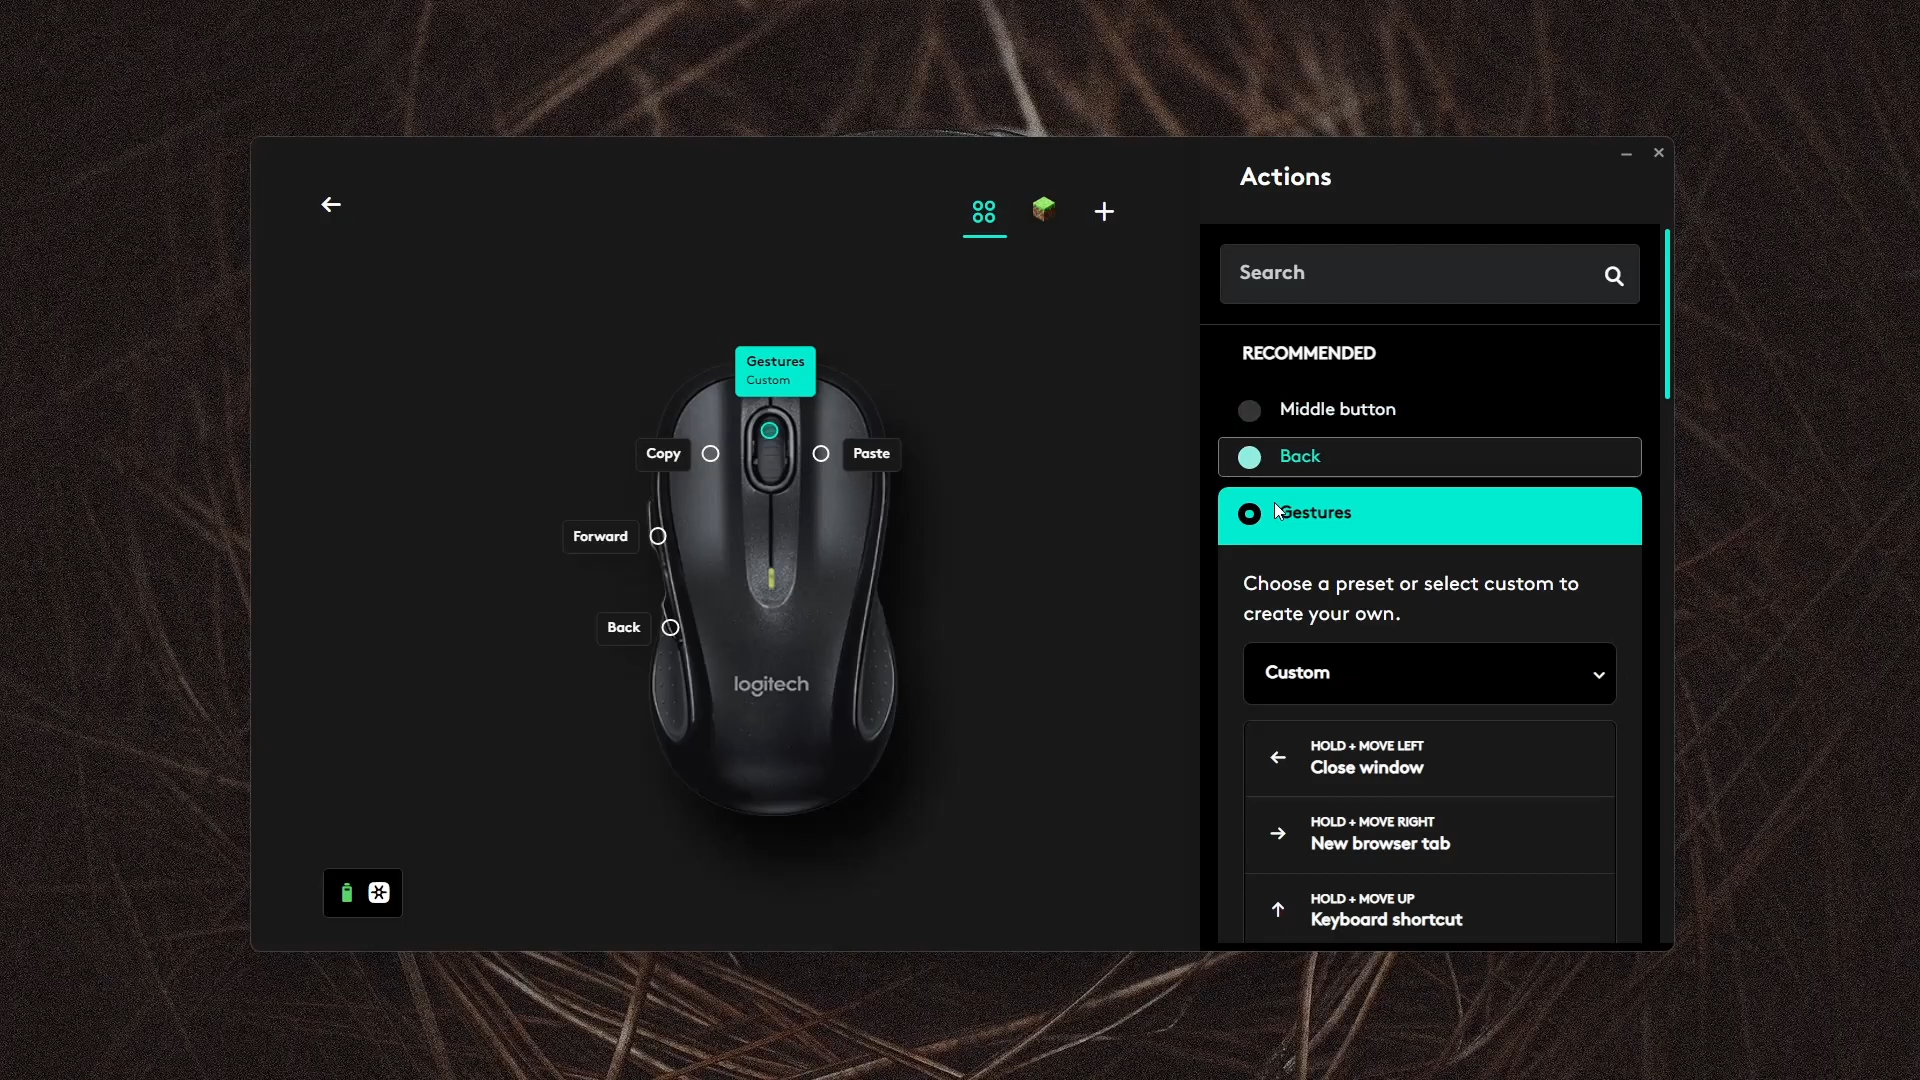 Actions
Search
RECOMMENDED
Middle button
Back
Gestures
Choose a preset or select custom to
create your own.
Custom
HOLD + MOVE LEFT
Close window
HOLD + MOVE RIGHT
New browser tab
HOLD + MOVE UP
Keyboard shortcut
Gestures
Custom
Copy
Paste
Forward
Back
logitech